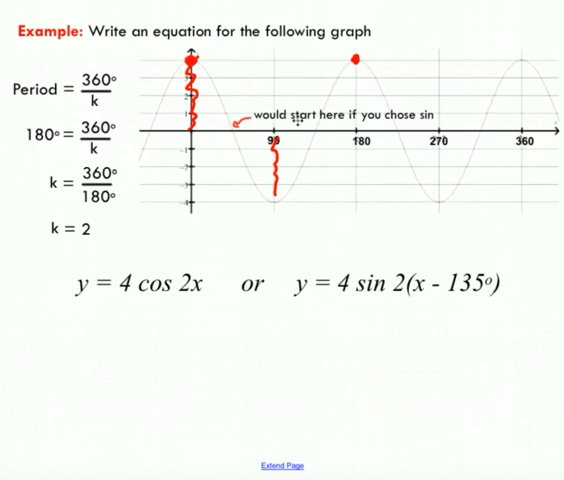 Example: Write an equation for the following graph
Period = 360°/k
180° = 360°/k
k = 360°/180°
k = 2
would start here if you chose sin
90 180 270 360
y = 4 cos 2x or y = 4 sin 2(x - 135°)
Extend Page